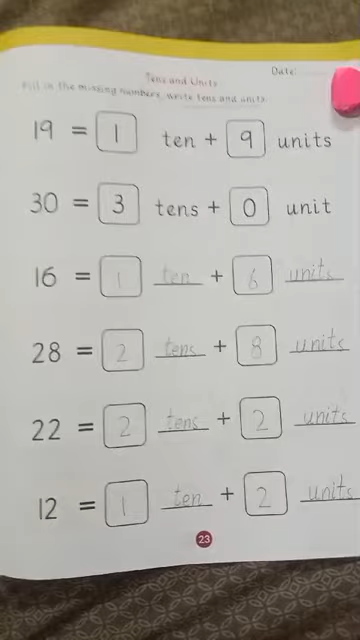 Date:
Tens and Units
Fill in the missing numbers, write tens and units.
19 = 1 ten + 9 units
30 = 3 tens + 0 unit
16 = 1 ten + 6 units
28 = 2 tens + 8 units
22 = 2 tens + 2 units
12 = 1 ten + 2 units
23